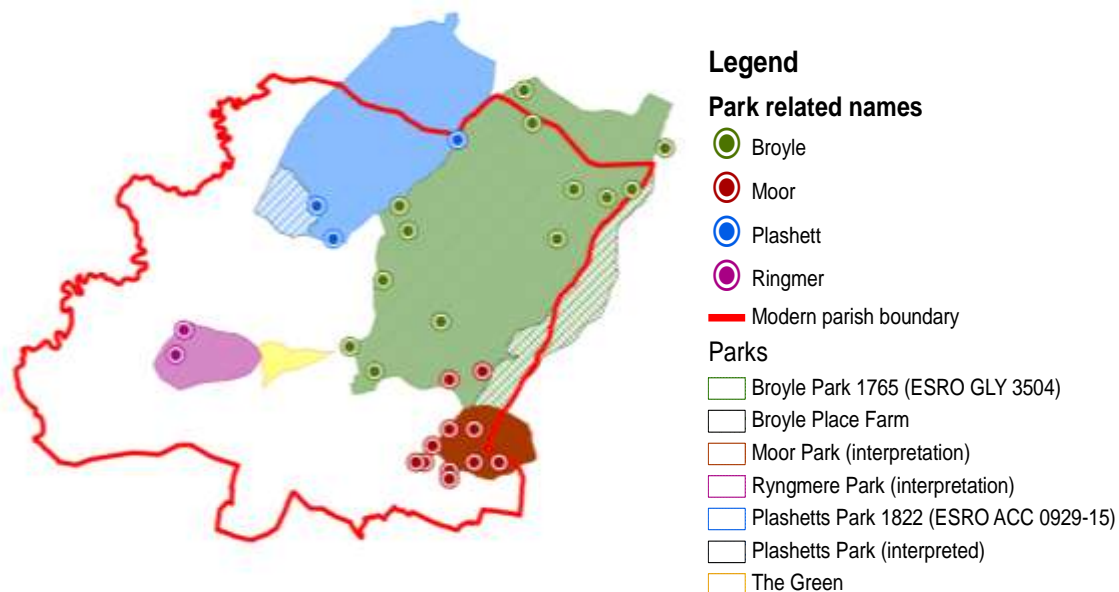 Legend
Park related names
Broyle
Moor
Plashett
Ringmer
Modern parish boundary
Parks
Broyle Park 1765 (ESRO GLY 3504)
Broyle Place Farm
Moor Park (interpretation)
Ryngmere Park (interpretation)
Plashetts Park 1822 (ESRO ACC 0929-15)
Plashetts Park (interpreted)
The Green